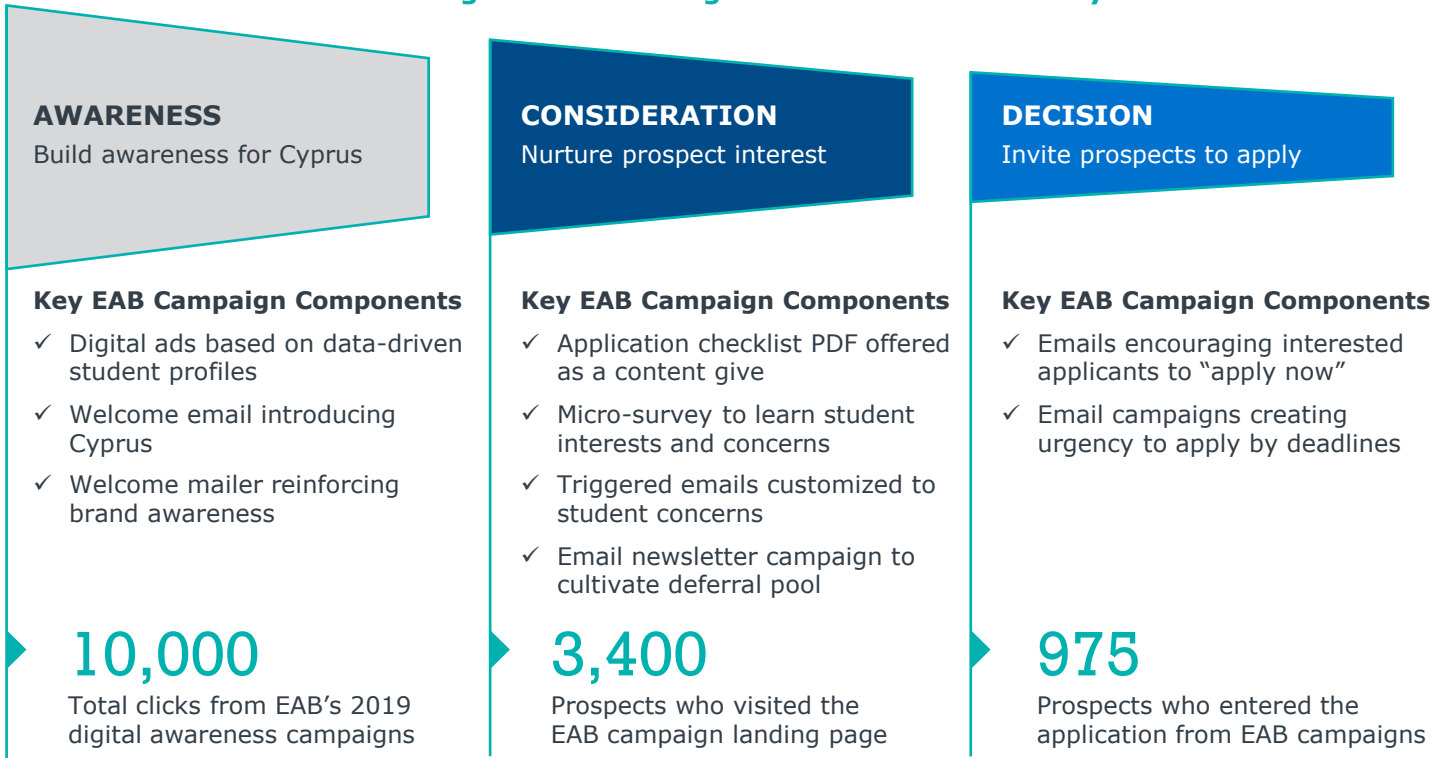 AWARENESS
Build awareness for Cyprus
Key EAB Campaign Components
✓ Digital ads based on data-driven
student profiles
✓ Welcome email introducing
Cyprus
✓ Welcome mailer reinforcing
brand awareness
10,000
Total clicks from EAB’s 2019
digital awareness campaigns
CONSIDERATION
Nurture prospect interest
Key EAB Campaign Components
✓ Application checklist PDF offered
as a content give
✓ Micro-survey to learn student
interests and concerns
✓ Triggered emails customized to
student concerns
✓ Email newsletter campaign to
cultivate deferral pool
3,400
Prospects who visited the
EAB campaign landing page
DECISION
Invite prospects to apply
Key EAB Campaign Components
✓ Emails encouraging interested
applicants to “apply now”
✓ Email campaigns creating
urgency to apply by deadlines
975
Prospects who entered the
application from EAB campaigns